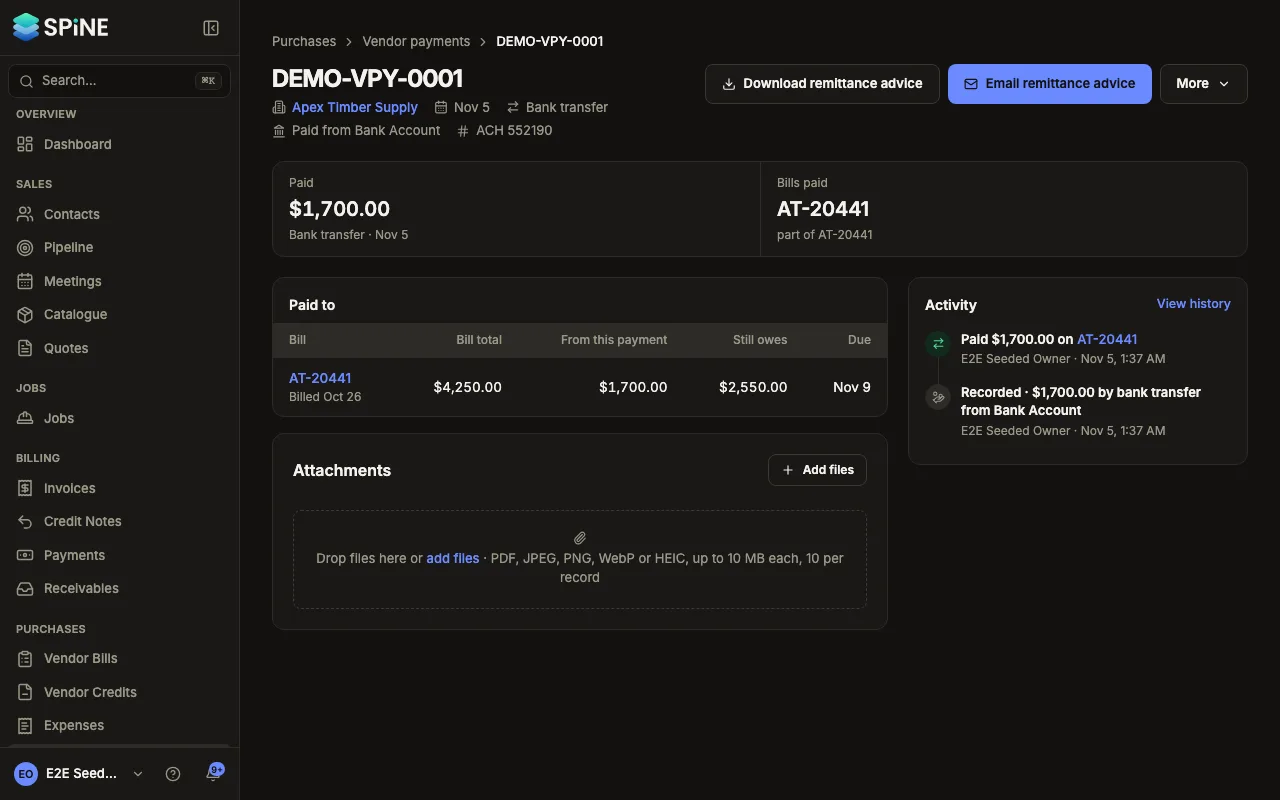 SPiNE
Search...
⌘K
OVERVIEW
Dashboard
SALES
Contacts
Pipeline
Meetings
Catalogue
Quotes
JOBS
Jobs
BILLING
Invoices
Credit Notes
Payments
Receivables
PURCHASES
Vendor Bills
Vendor Credits
Expenses
EO E2E Seed...
9+
Purchases > Vendor payments > DEMO-VPY-0001
DEMO-VPY-0001
Apex Timber Supply Nov 5 Bank transfer
Paid from Bank Account # ACH 552190
Download remittance advice
Email remittance advice
More
Paid
$1,700.00
Bank transfer · Nov 5
Bills paid
AT-20441
part of AT-20441
Paid to
Bill Bill total From this payment Still owes Due
AT-20441 $4,250.00 $1,700.00 $2,550.00 Nov 9
Billed Oct 26
Attachments
+ Add files
Drop files here or add files · PDF, JPEG, PNG, WebP or HEIC, up to 10 MB each, 10 per
record
Activity
View history
Paid $1,700.00 on AT-20441
E2E Seeded Owner · Nov 5, 1:37 AM
Recorded · $1,700.00 by bank transfer
from Bank Account
E2E Seeded Owner · Nov 5, 1:37 AM